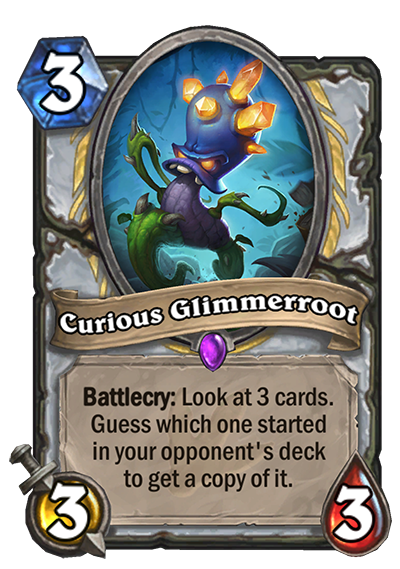 3
Curious Glimmerroot
Battlecry: Look at 3 cards.
Guess which one started
in your opponent's deck
to get a copy of it.
3
3